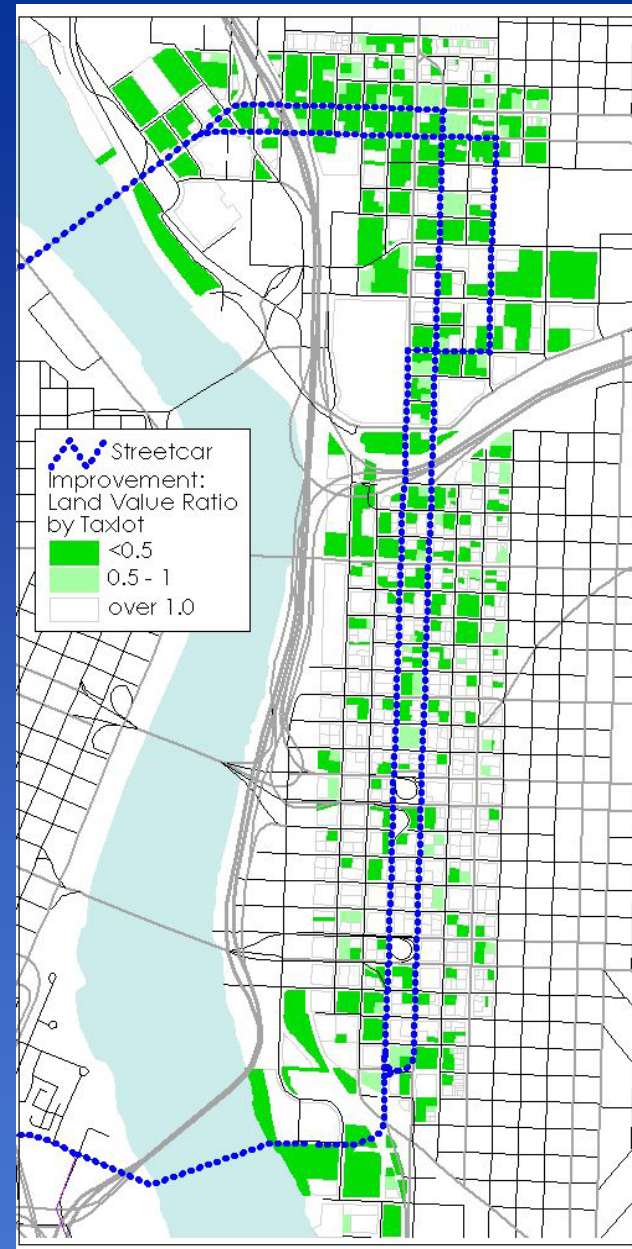 Streetcar
Improvement:
Land Value Ratio
by Taxlot
<0.5
0.5 - 1
over 1.0